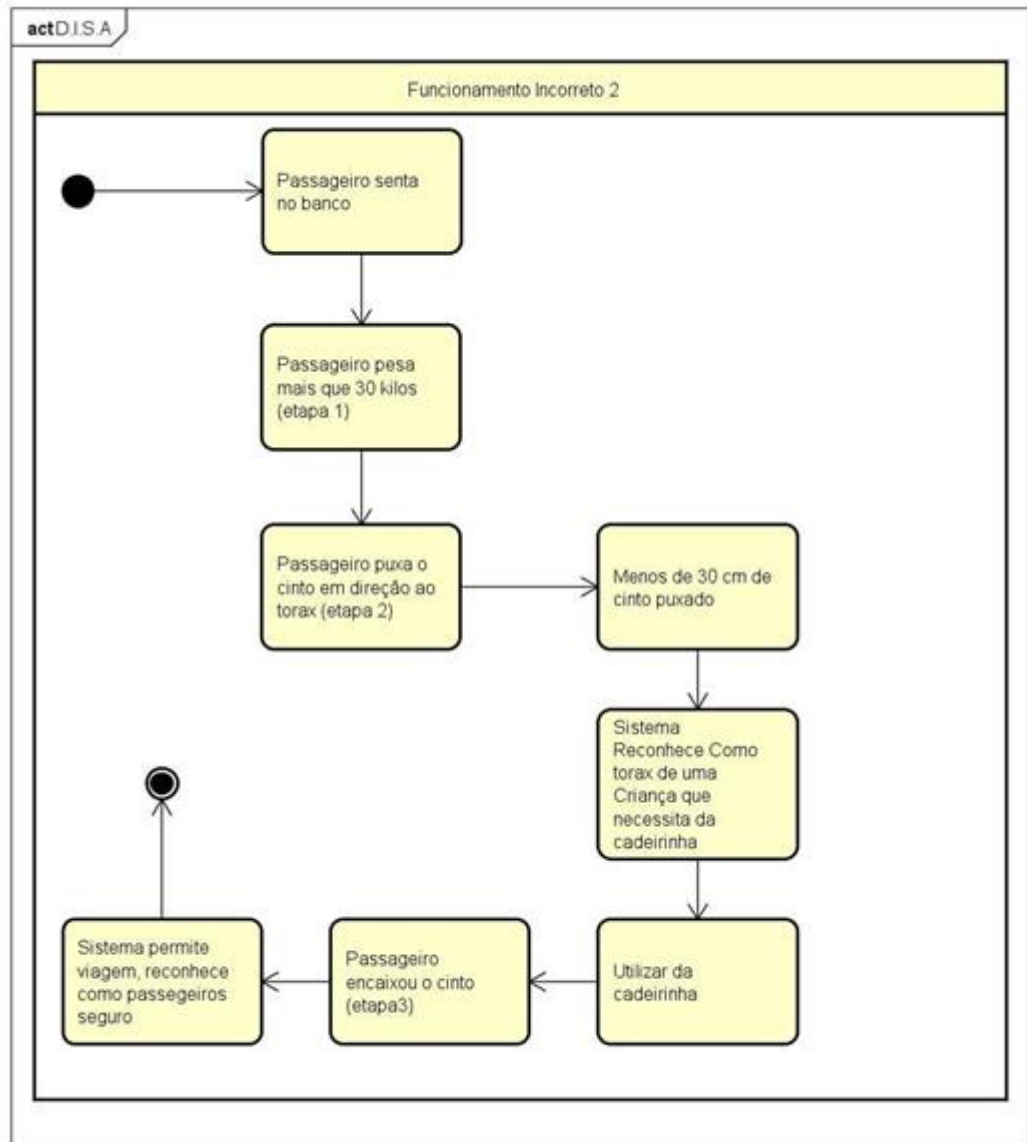 act D.I.S.A
Funcionamento Incorreto 2
Passageiro senta
no banco
Passageiro pesa
mais que 30 kilos
(etapa 1)
Passageiro puxa o
cinto em direção ao
torax (etapa 2)
Menos de 30 cm de
cinto puxado
Sistema
Reconhece Como
torax de uma
Criança que
necessita da
cadeirinha
Utilizar da
cadeirinha
Passageiro
encaixou o cinto
(etapa3)
Sistema permite
viagem, reconhece
como passegeiros
seguro